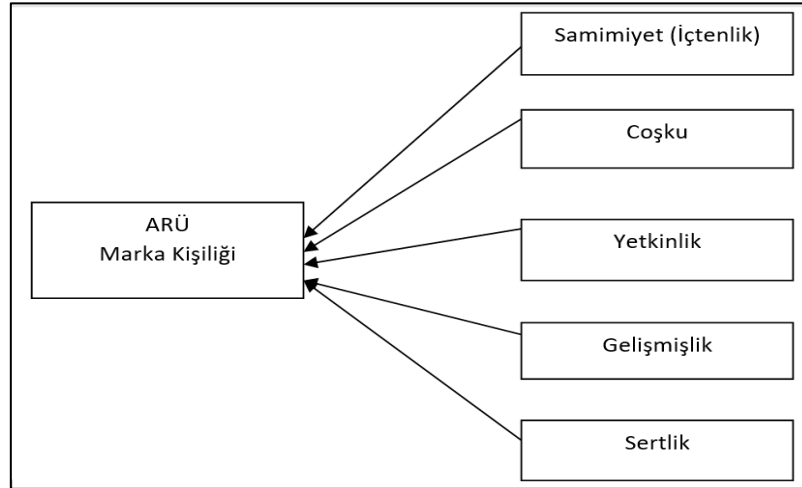 Samimiyet (İçtenlik)
Coşku
ARÜ
Marka Kişiliği
Yetkinlik
Gelişmişlik
Sertlik